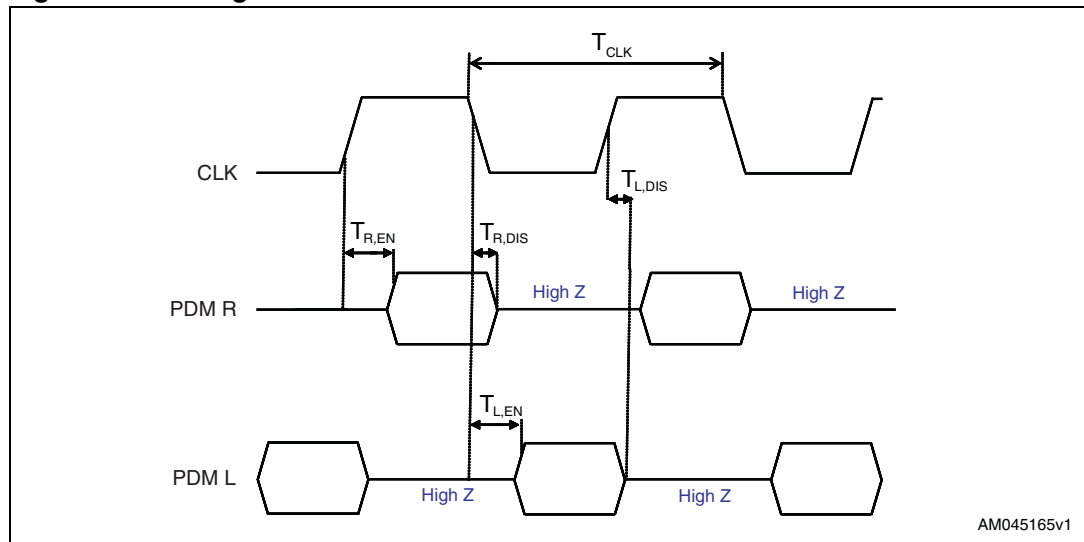 T_CLK
CLK
T_L,DIS
T_R,EN
T_R,DIS
High Z
High Z
PDM R
T_L,EN
PDM L
High Z
High Z
AM045165v1